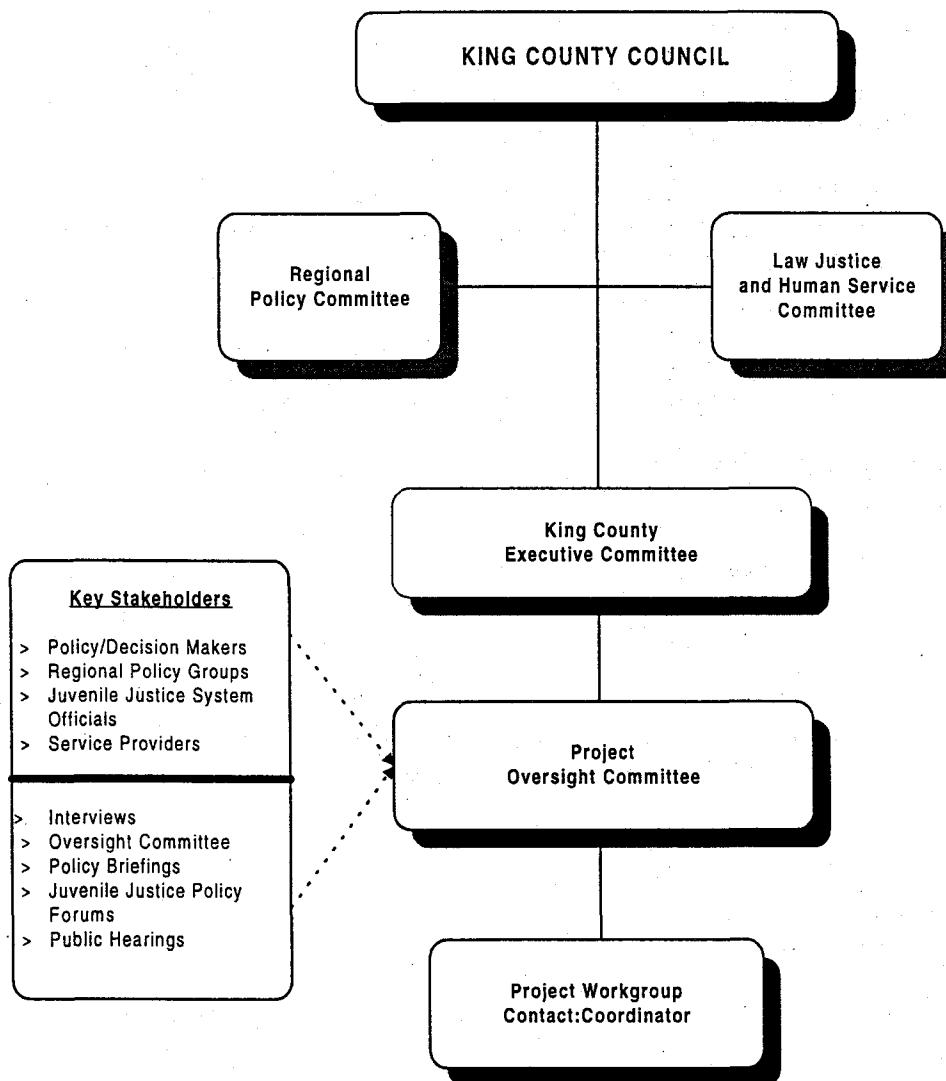 KING COUNTY COUNCIL
Regional
Policy Committee
Law Justice
and Human Service
Committee
King County
Executive Committee
Key Stakeholders
> Policy/Decision Makers
> Regional Policy Groups
> Juvenile Justice System
Officials
> Service Providers
> Interviews
> Oversight Committee
> Policy Briefings
> Juvenile Justice Policy
Forums
> Public Hearings
Project
Oversight Committee
Project Workgroup
Contact:Coordinator